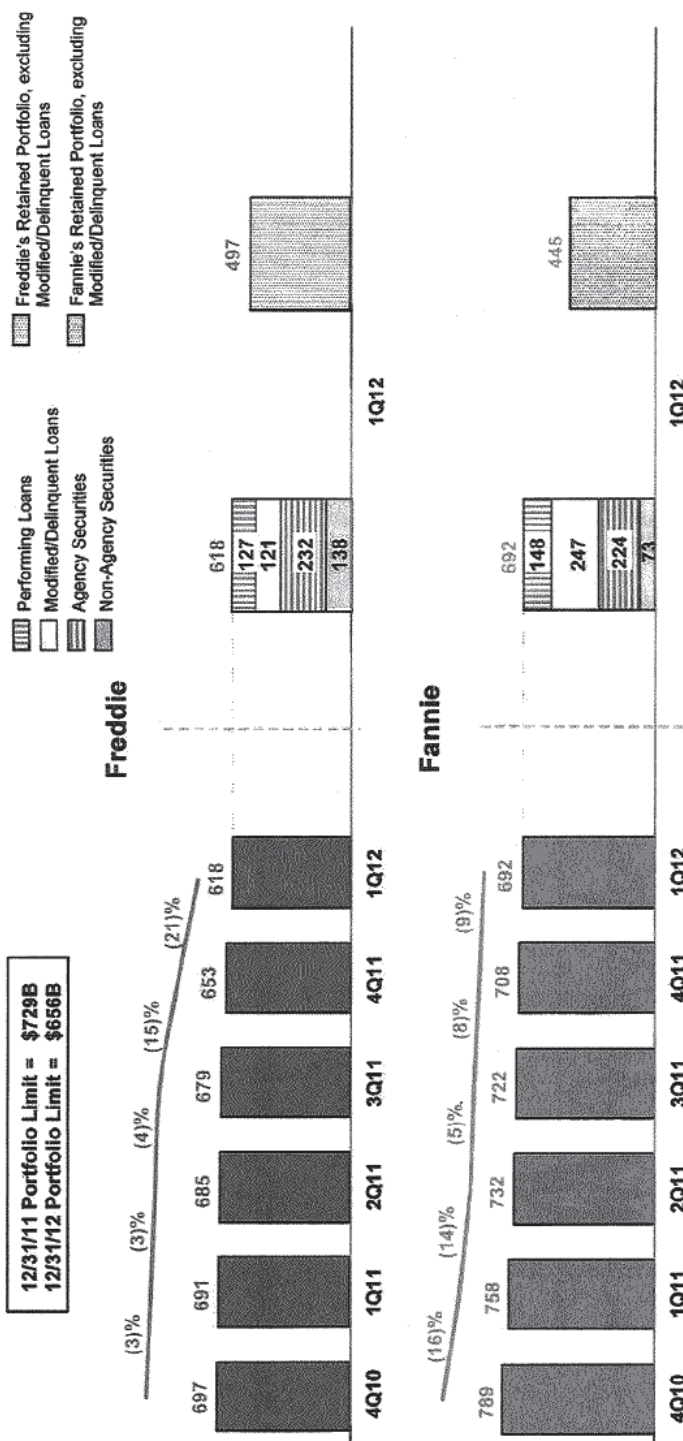 12/31/11 Portfolio Limit = $729B
12/31/12 Portfolio Limit = $656B
Performing Loans
Modified/Delinquent Loans
Agency Securities
Non-Agency Securities
Freddie's Retained Portfolio, excluding
Modified/Delinquent Loans
Fannie's Retained Portfolio, excluding
Modified/Delinquent Loans
Freddie
(3)% (3)% (4)% (15)% (21)%
697 691 685 679 653 618
618
127
121
232
138
497
4Q10 1Q11 2Q11 3Q11 4Q11 1Q12
1Q12
Fannie
(16)% (14)% (5)% (8)% (9)%
789 758 732 722 708 692
692
148
247
224
73
445
4Q10 1Q11 2Q11 3Q11 4Q11 1Q12
1Q12